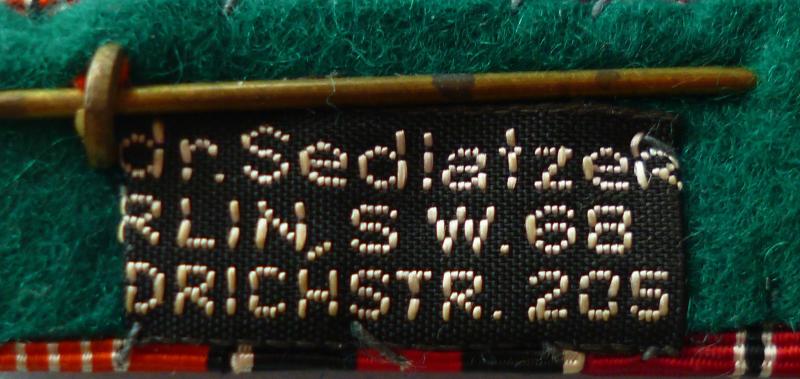 dr. Sedlatzek
RLIN, S W. 68
DRICHSTR. 205